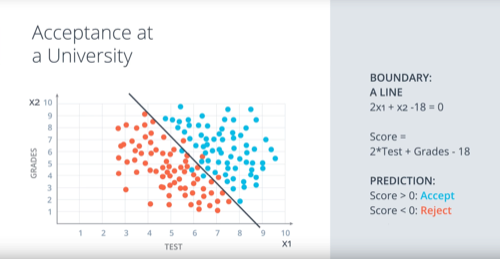 Acceptance at
a University
X2 10
9
8
7
6
5
4
3
2
1
GRADES
1 2 3 4 5 6 7 8 9 10
TEST
X1
BOUNDARY:
A LINE
2x1 + x2 -18 = 0
Score =
2*Test + Grades - 18
PREDICTION:
Score > 0: Accept
Score < 0: Reject